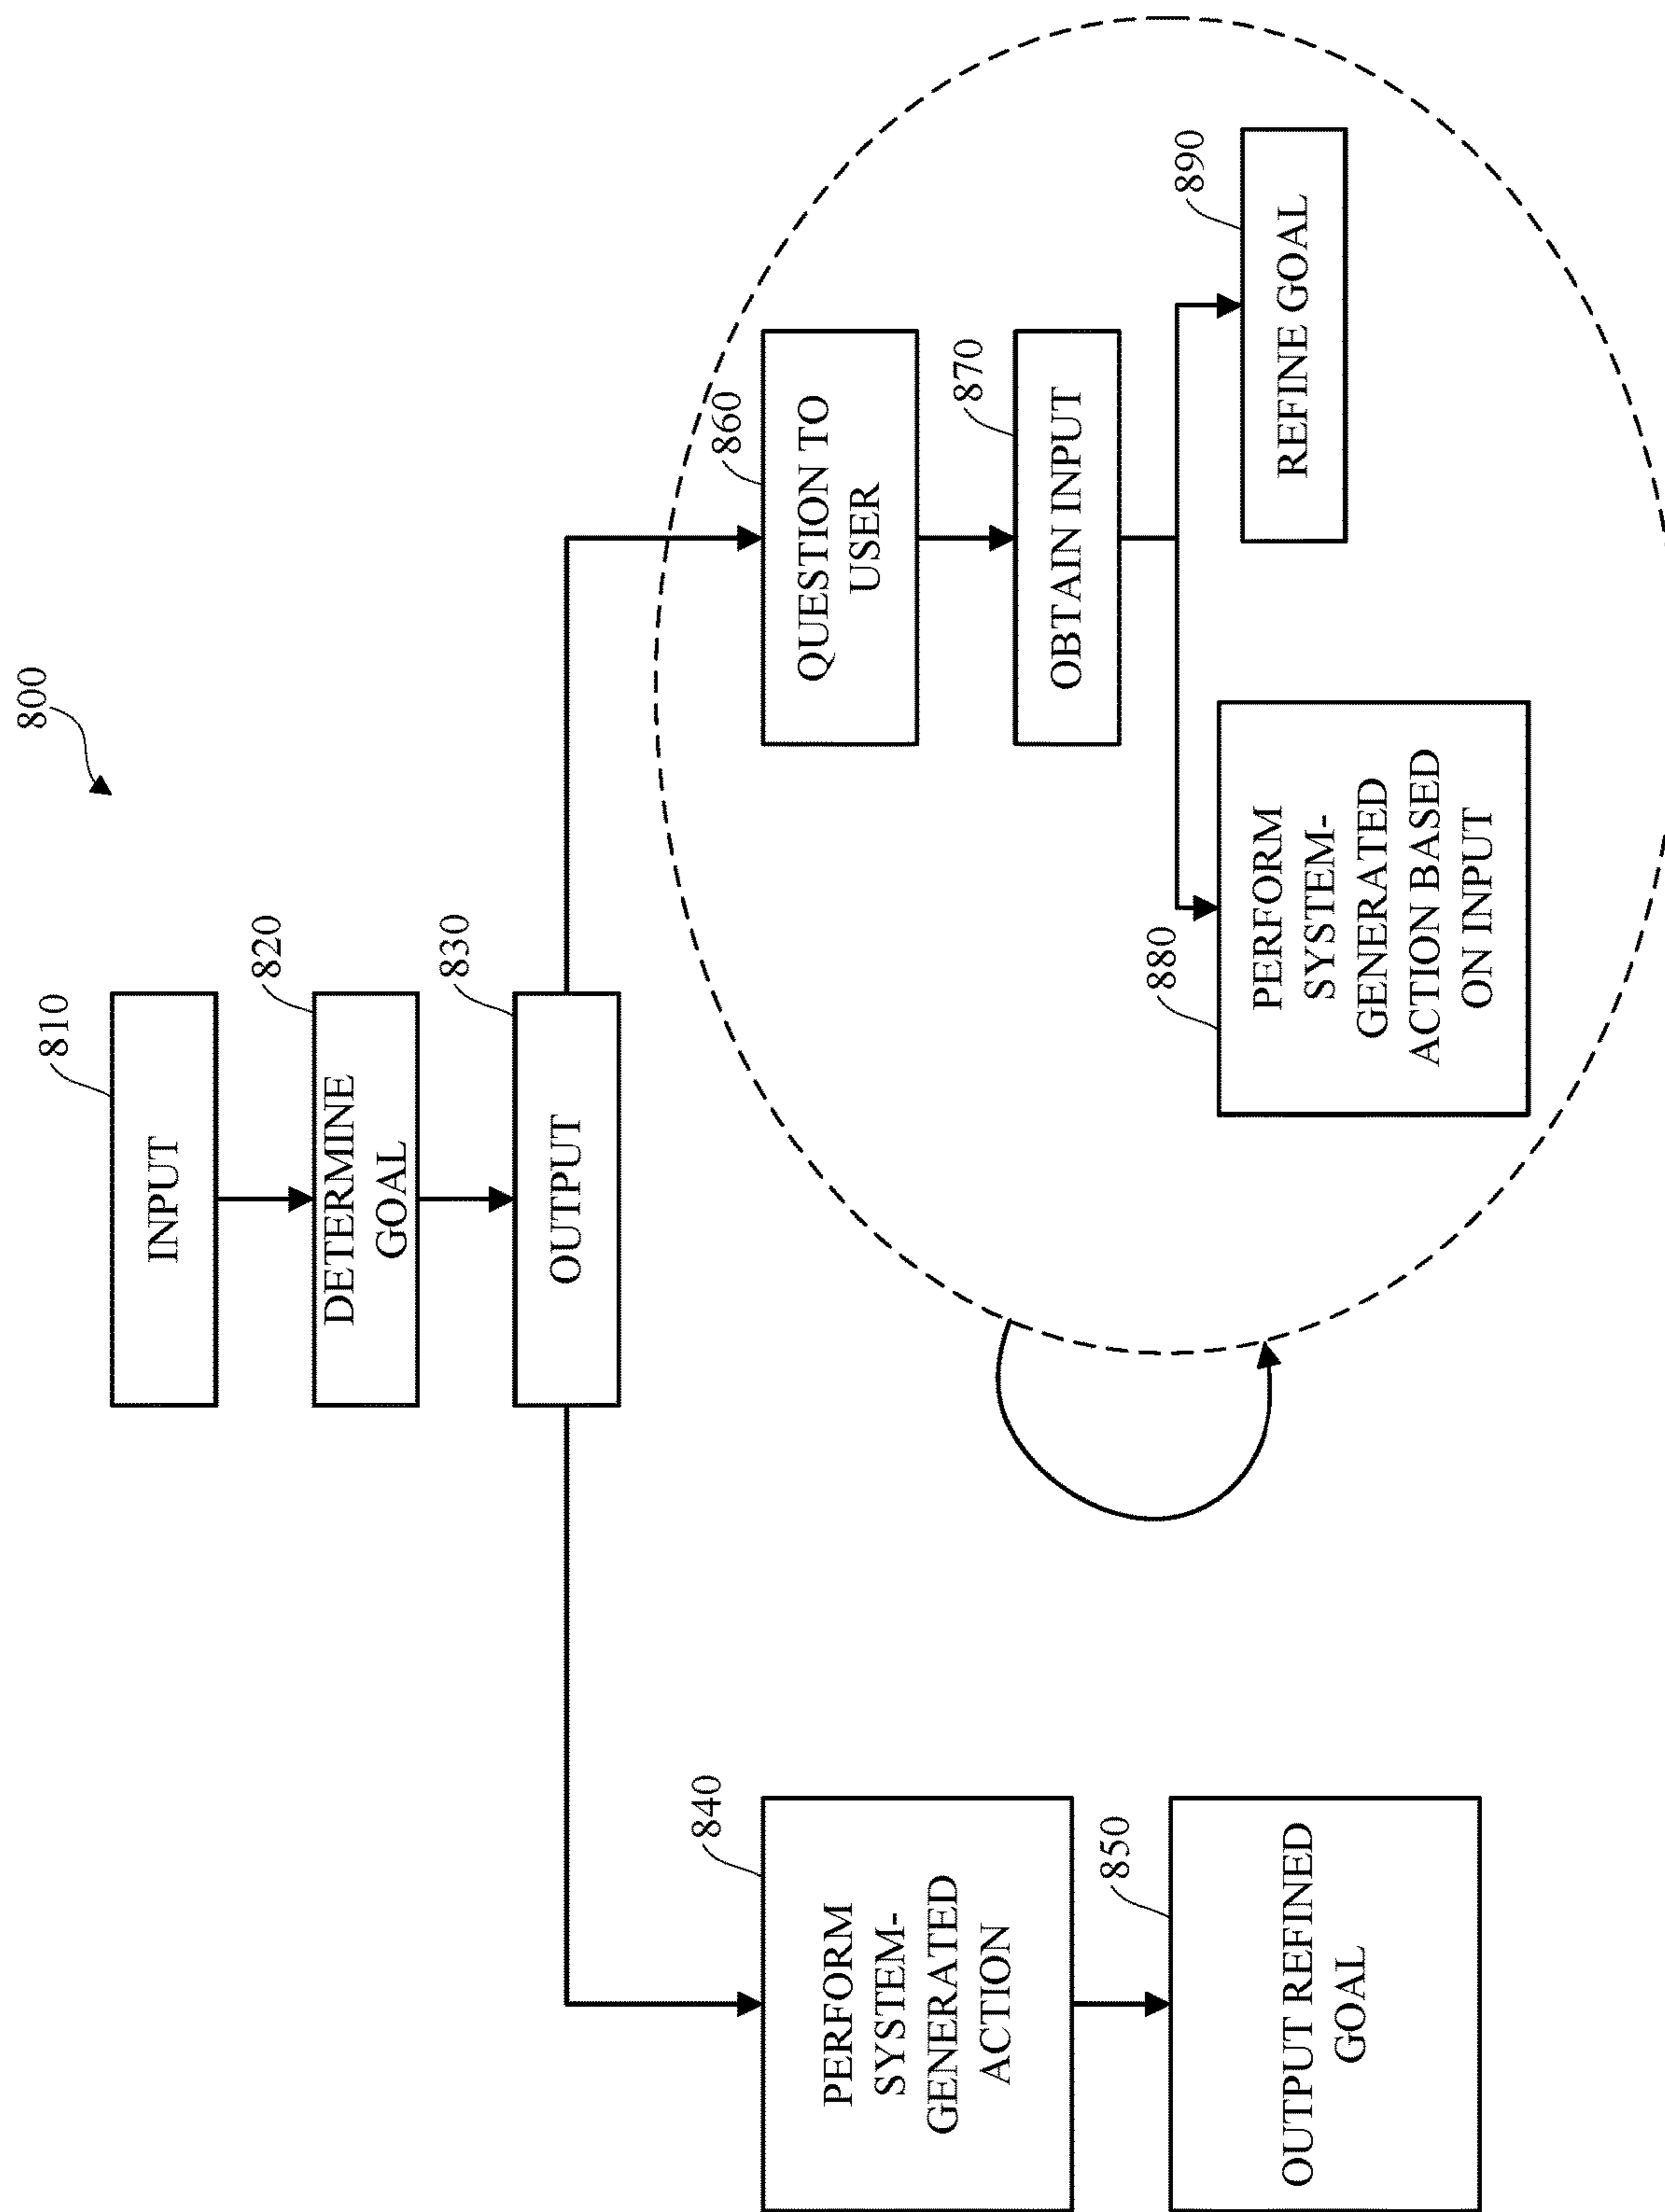 800
810
INPUT
820
DETERMINE
GOAL
830
OUTPUT
840
PERFORM
SYSTEM-
GENERATED
ACTION
850
OUTPUT REFINED
GOAL
860
QUESTION TO
USER
870
OBTAIN INPUT
880
PERFORM
SYSTEM-
GENERATED
ACTION BASED
ON INPUT
890
REFINE GOAL